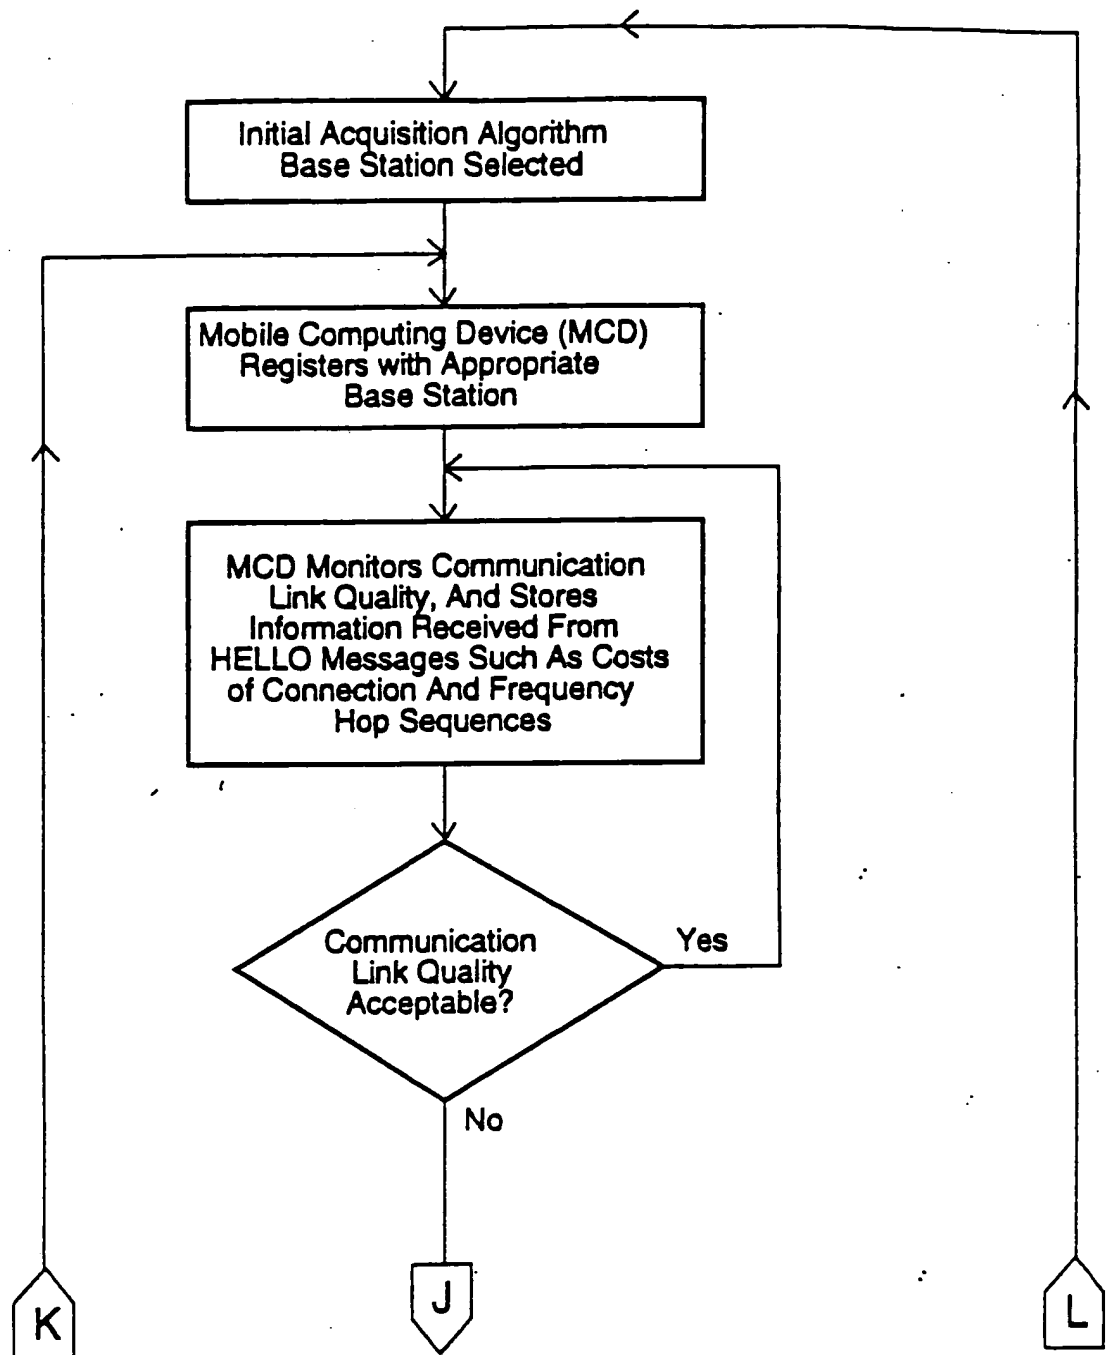 Initial Acquisition Algorithm
Base Station Selected
Mobile Computing Device (MCD)
Registers with Appropriate
Base Station
MCD Monitors Communication
Link Quality, And Stores
Information Received From
HELLO Messages Such As Costs
of Connection And Frequency
Hop Sequences
Communication
Link Quality
Acceptable?
Yes
No
K
J
L